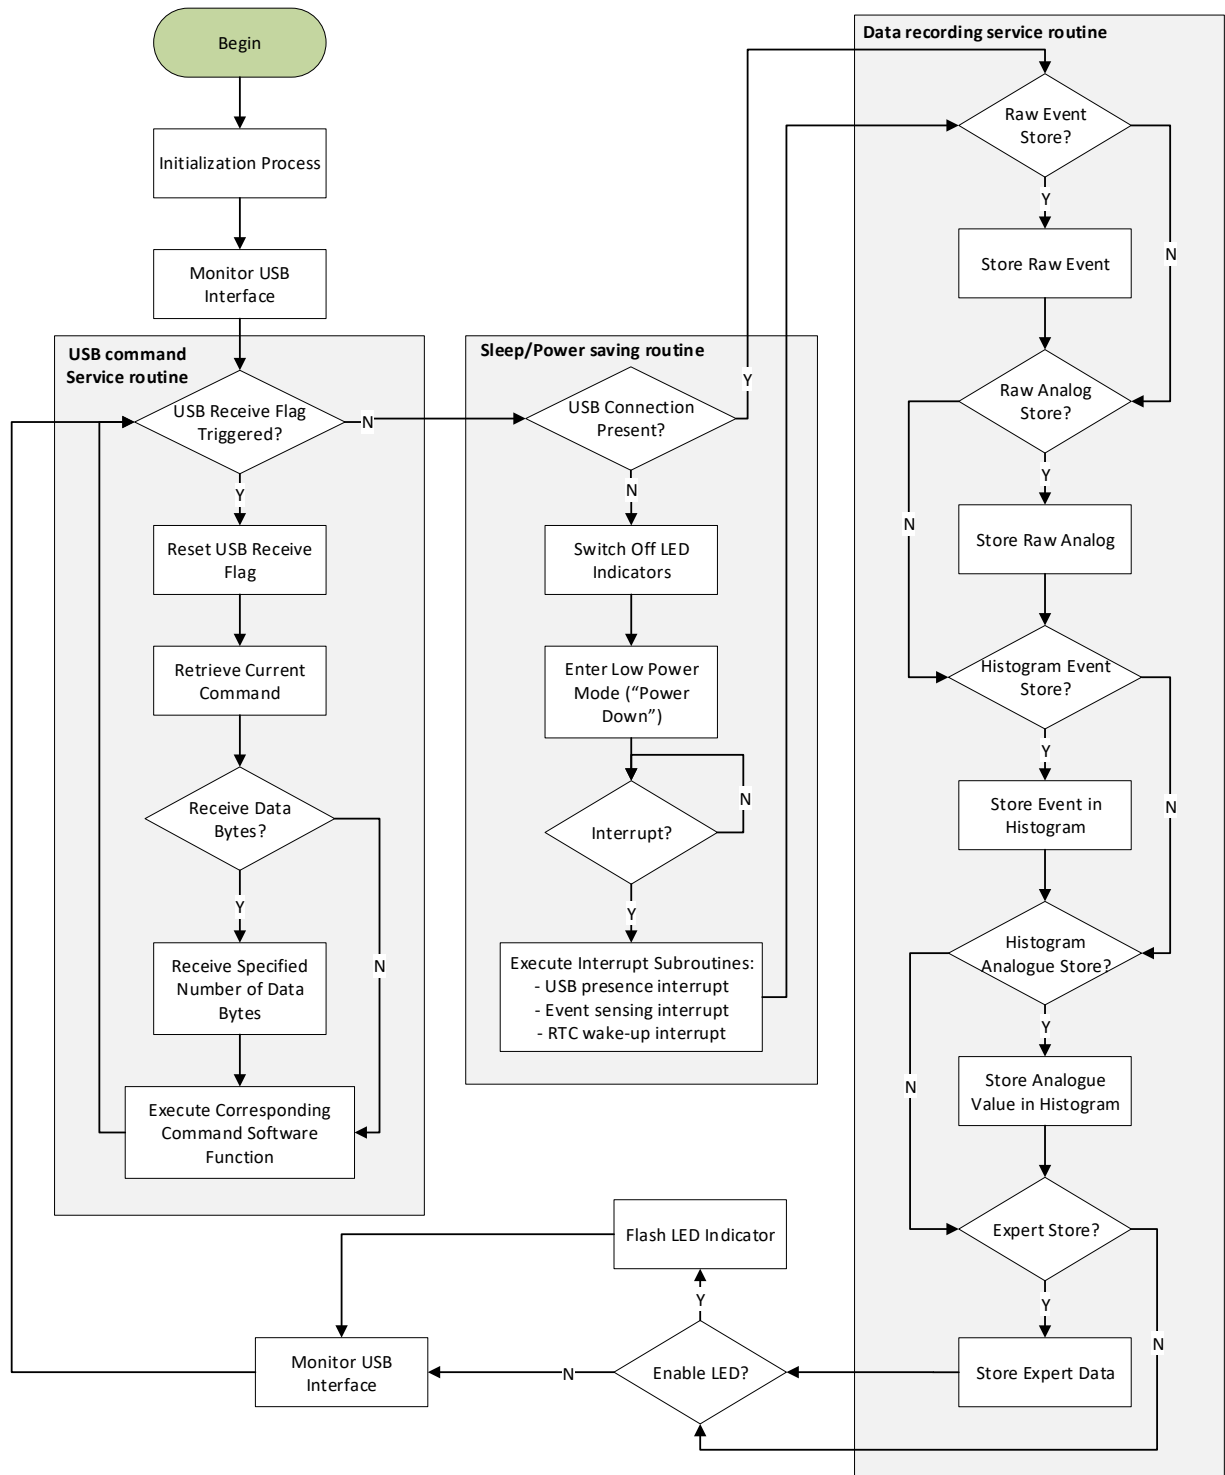 Begin
Initialization Process
Monitor USB
Interface
USB command
Service routine
USB Receive Flag
Triggered?
N
Y
Reset USB Receive
Flag
Retrieve Current
Command
Receive Data
Bytes?
Y
N
Receive Specified
Number of Data
Bytes
Execute Corresponding
Command Software
Function
Sleep/Power saving routine
USB Connection
Present?
Y
N
Switch Off LED
Indicators
Enter Low Power
Mode (“Power
Down”)
N
Interrupt?
Y
Execute Interrupt Subroutines:
- USB presence interrupt
- Event sensing interrupt
- RTC wake-up interrupt
Data recording service routine
Raw Event
Store?
Y
N
Store Raw Event
Raw Analog
Store?
Y
N
Store Raw Analog
Histogram Event
Store?
Y
N
Store Event in
Histogram
Histogram
Analogue Store?
Y
N
Store Analogue
Value in Histogram
Expert Store?
Y
N
Store Expert Data
Flash LED Indicator
Y
Enable LED?
N
Monitor USB
Interface